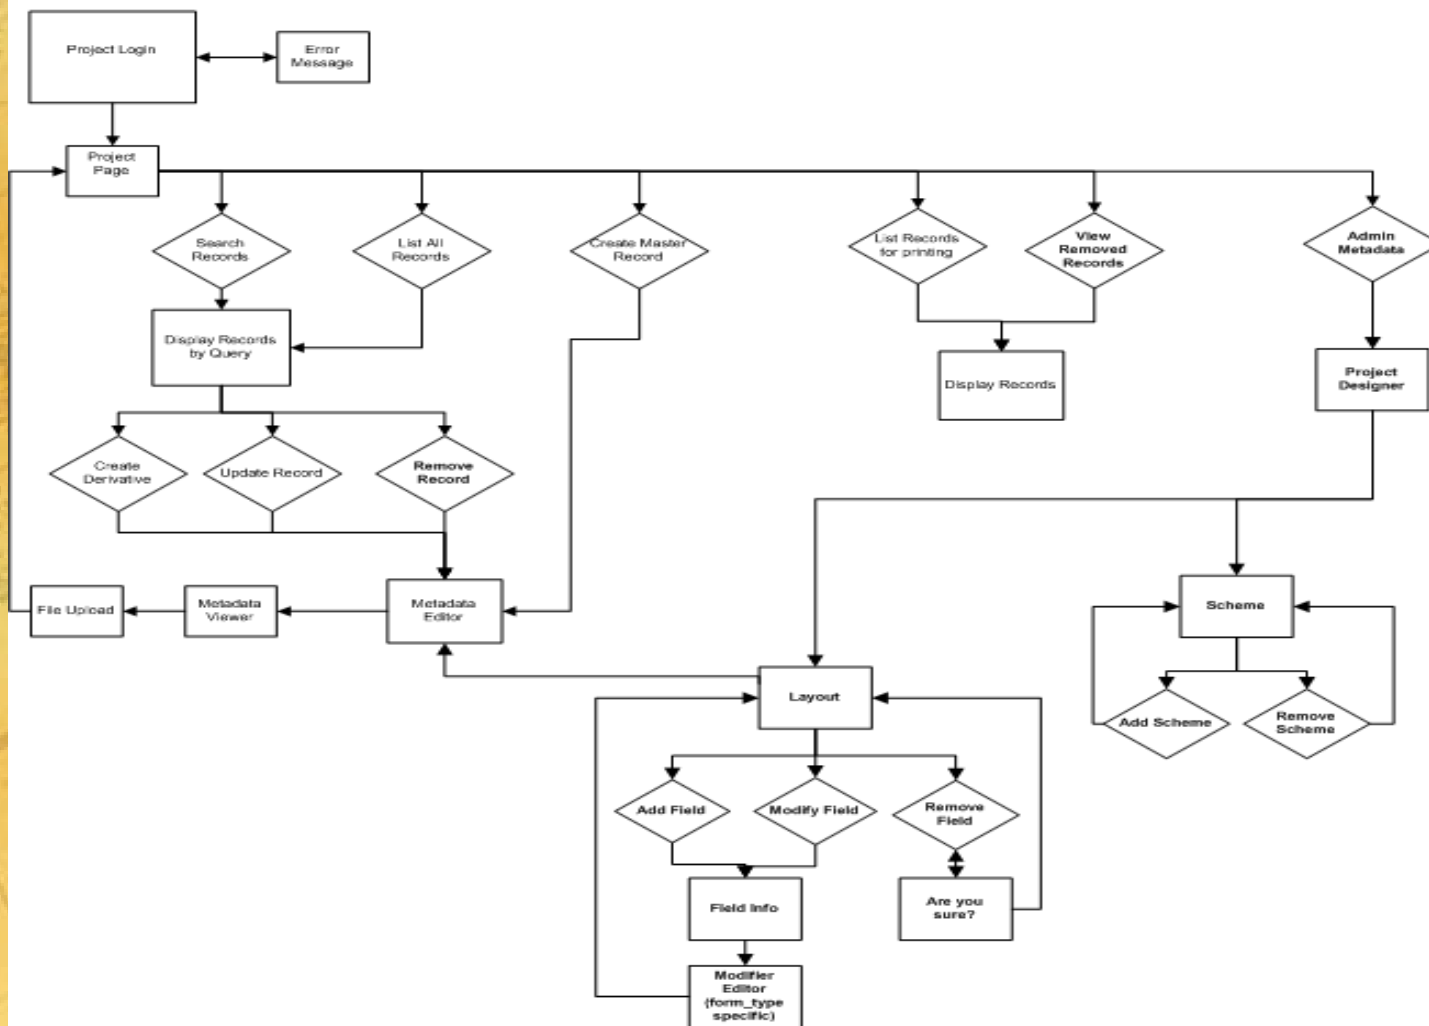 Project Login
Error
Message
Project
Page
Search
Records
List All
Records
Create Master
Record
List Records
for printing
View
Removed
Records
Admin
Metadata
Display Records
by Query
Display Records
Project
Designer
Create
Derivative
Update Record
Remove
Record
File Upload
Metadata
Viewer
Metadata
Editor
Scheme
Layout
Add Scheme
Remove
Scheme
Add Field
Modify Field
Remove
Field
Field Info
Are you
sure?
Modifier
Editor
(form_type
specific)